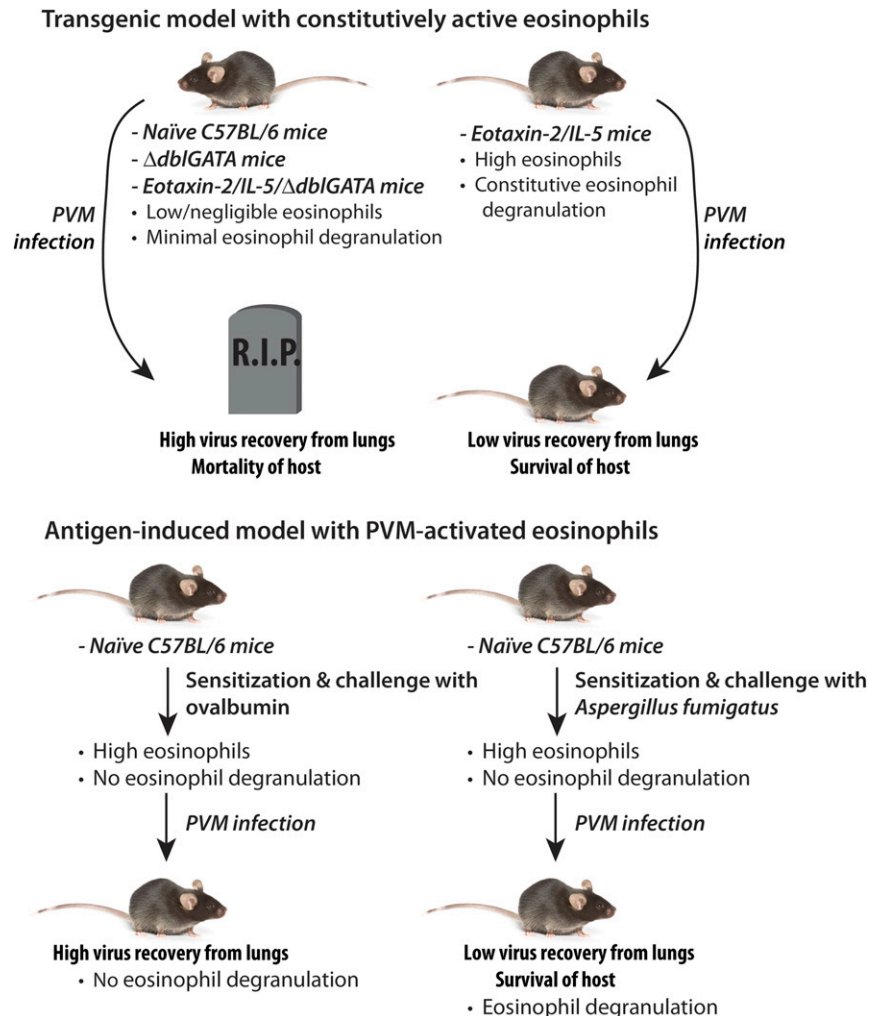 Transgenic model with constitutively active eosinophils
- Naïve C57BL/6 mice
- ΔdblGATA mice
- Eotaxin-2/IL-5/ΔdblGATA mice
• Low/negligible eosinophils
• Minimal eosinophil degranulation
PVM
infection
- Eotaxin-2/IL-5 mice
• High eosinophils
• Constitutive eosinophil
degranulation
PVM
infection
R.I.P.
High virus recovery from lungs
Mortality of host
Low virus recovery from lungs
Survival of host
Antigen-induced model with PVM-activated eosinophils
- Naïve C57BL/6 mice
Sensitization & challenge with
ovalbumin
• High eosinophils
• No eosinophil degranulation
PVM infection
High virus recovery from lungs
• No eosinophil degranulation
- Naïve C57BL/6 mice
Sensitization & challenge with
Aspergillus fumigatus
• High eosinophils
• No eosinophil degranulation
PVM infection
Low virus recovery from lungs
Survival of host
• Eosinophil degranulation